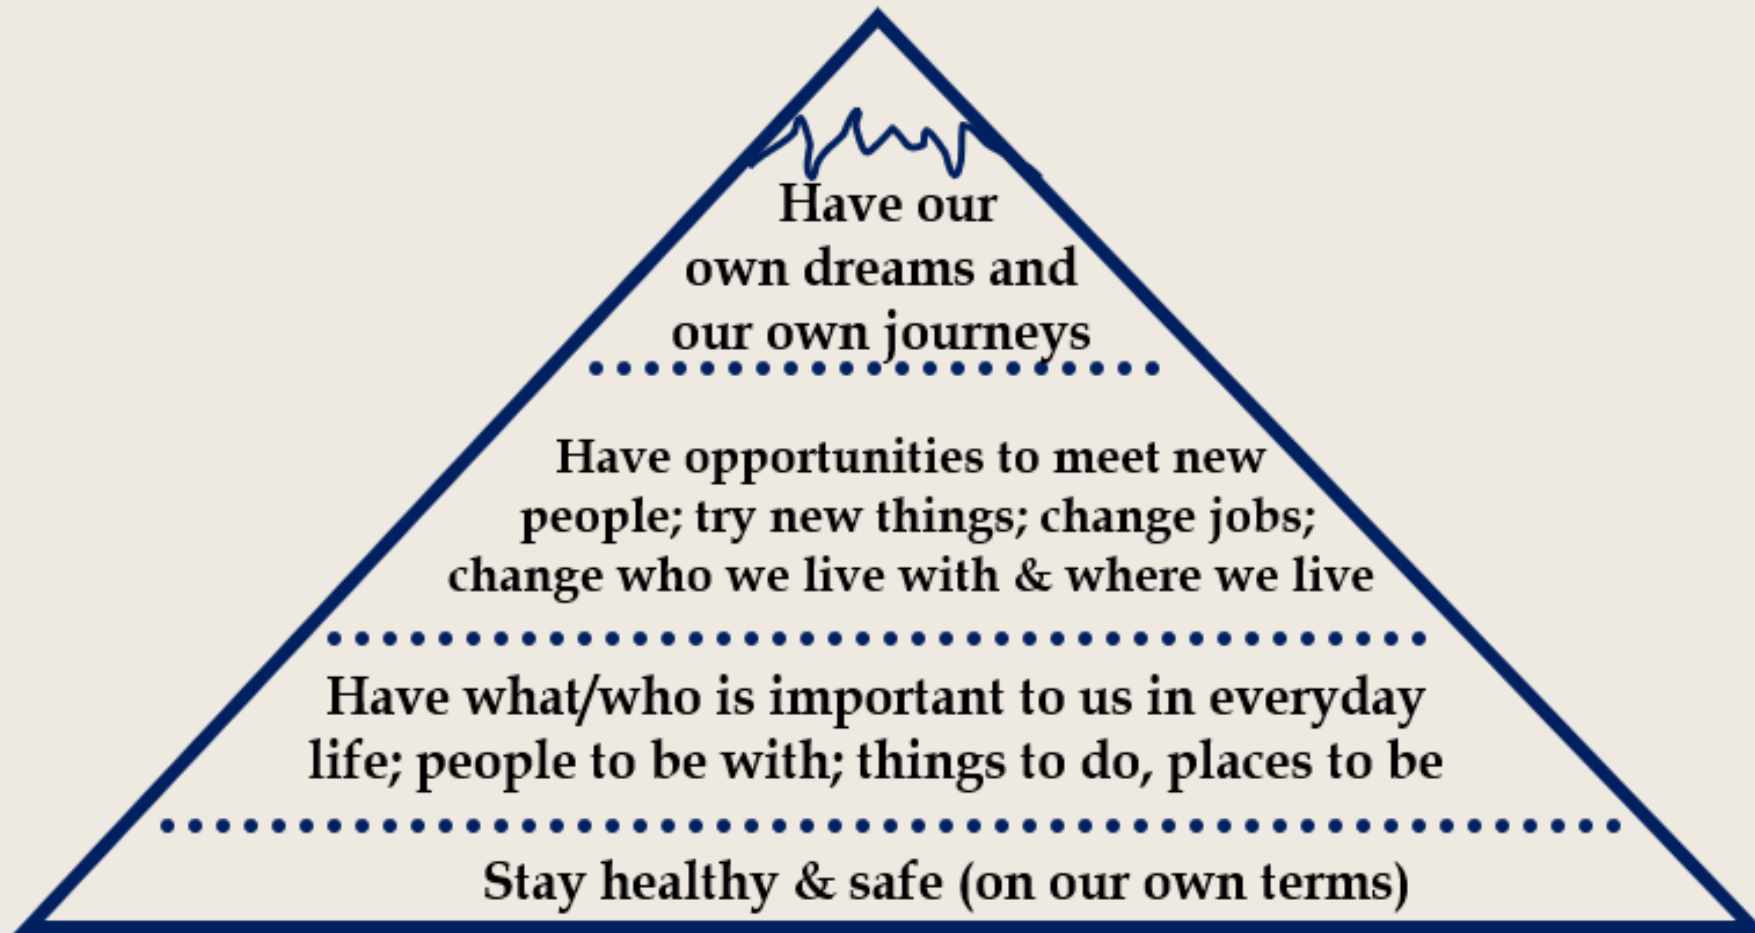 Have our
own dreams and
our own journeys
Have opportunities to meet new
people; try new things; change jobs;
change who we live with & where we live
Have what/who is important to us in everyday
life; people to be with; things to do, places to be
Stay healthy & safe (on our own terms)